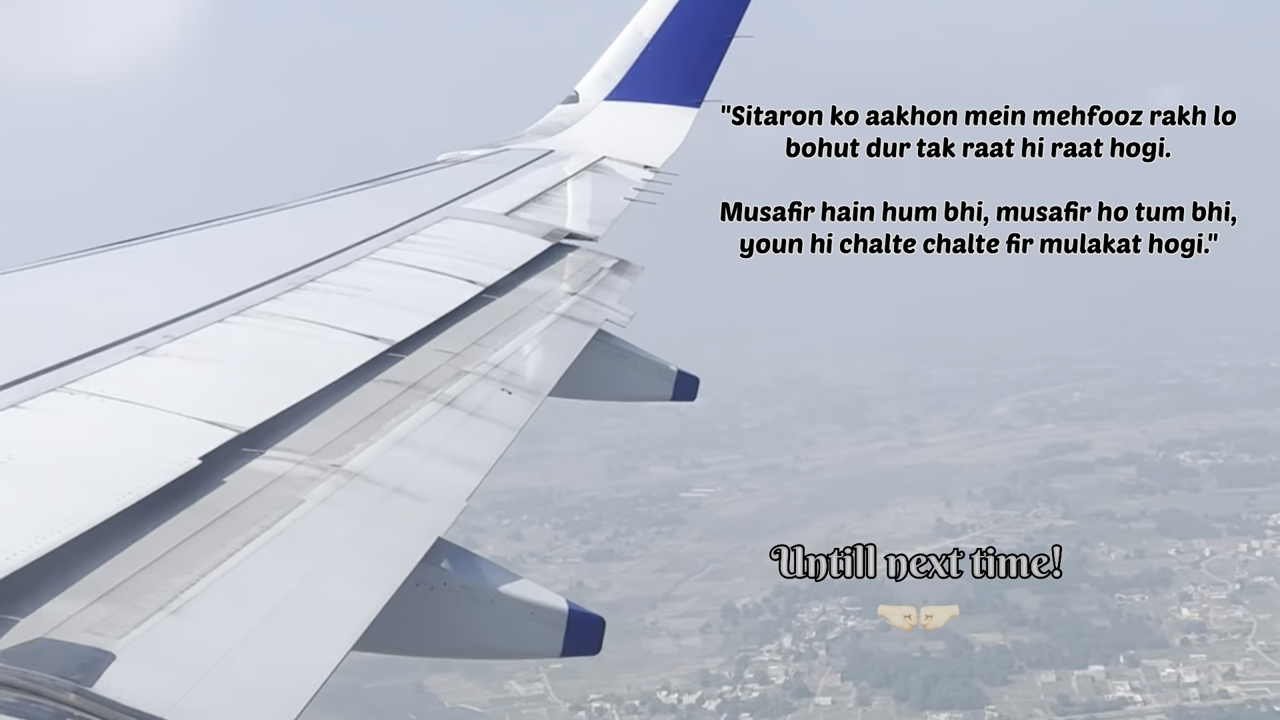 "Sitaron ko aakhon mein mehfooz rakh lo
bohut dur tak raat hi raat hogi.
Musafir hain hum bhi, musafir ho tum bhi,
youn hi chalte chalte fir mulakat hogi."
Untill next time!